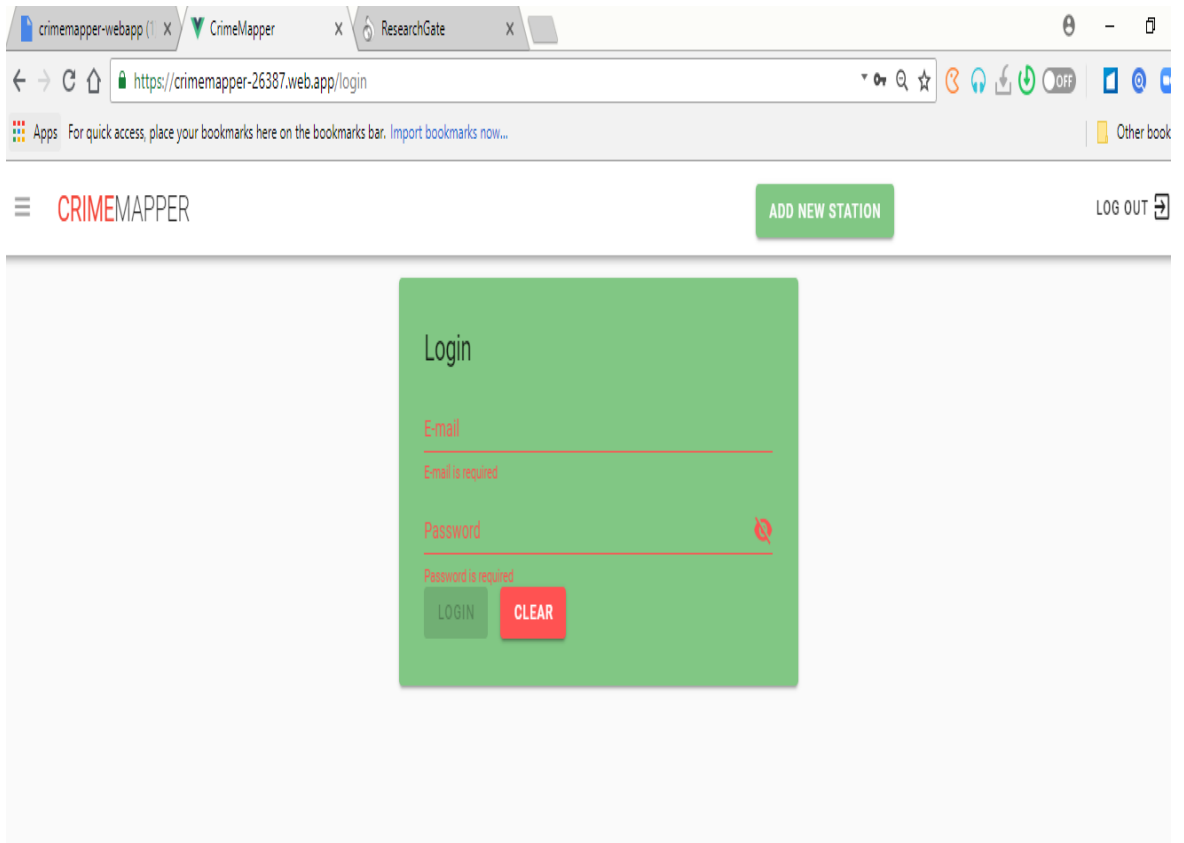 crimemapper-webapp (1
CrimeMapper
ResearchGate
https://crimemapper-26387.web.app/login
OFF
Apps For quick access, place your bookmarks here on the bookmarks bar. Import bookmarks now...
Other book
CRIMEMAPPER
ADD NEW STATION
LOG OUT
Login
E-mail
E-mail is required
Password
Password is required
LOGIN
CLEAR